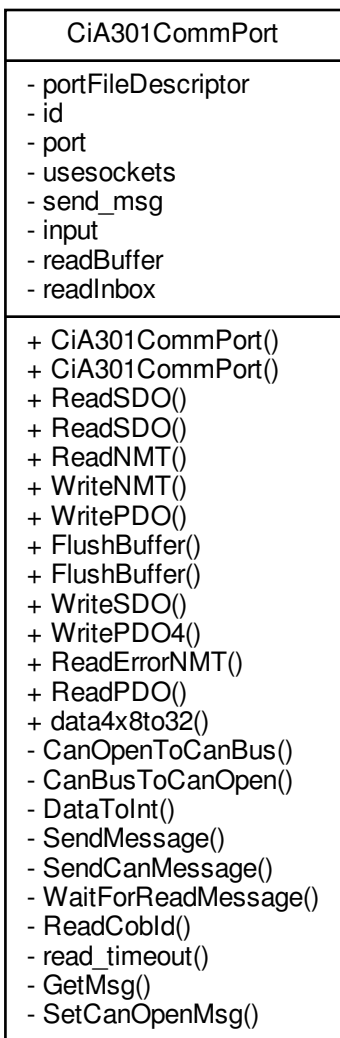 CiA301CommPort
- portFileDescriptor
- id
- port
- usesockets
- send_msg
- input
- readBuffer
- readInbox
+ CiA301CommPort()
+ CiA301CommPort()
+ ReadSDO()
+ ReadSDO()
+ ReadNMT()
+ WriteNMT()
+ WritePDO()
+ FlushBuffer()
+ FlushBuffer()
+ WriteSDO()
+ WritePDO4()
+ ReadErrorNMT()
+ ReadPDO()
+ data4x8to32()
- CanOpenToCanBus()
- CanBusToCanOpen()
- DataToInt()
- SendMessage()
- SendCanMessage()
- WaitForReadMessage()
- ReadCobId()
- read_timeout()
- GetMsg()
- SetCanOpenMsg()